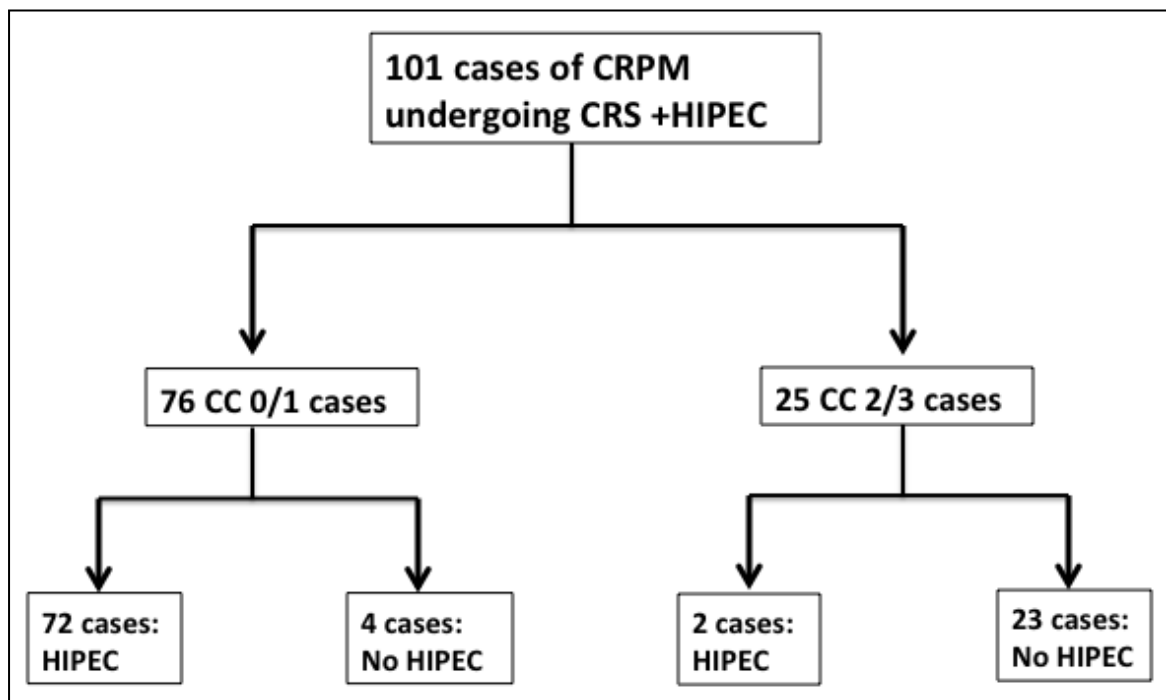 101 cases of CRPM
undergoing CRS +HIPEC
76 CC 0/1 cases
25 CC 2/3 cases
72 cases:
HIPEC
4 cases:
No HIPEC
2 cases:
HIPEC
23 cases:
No HIPEC